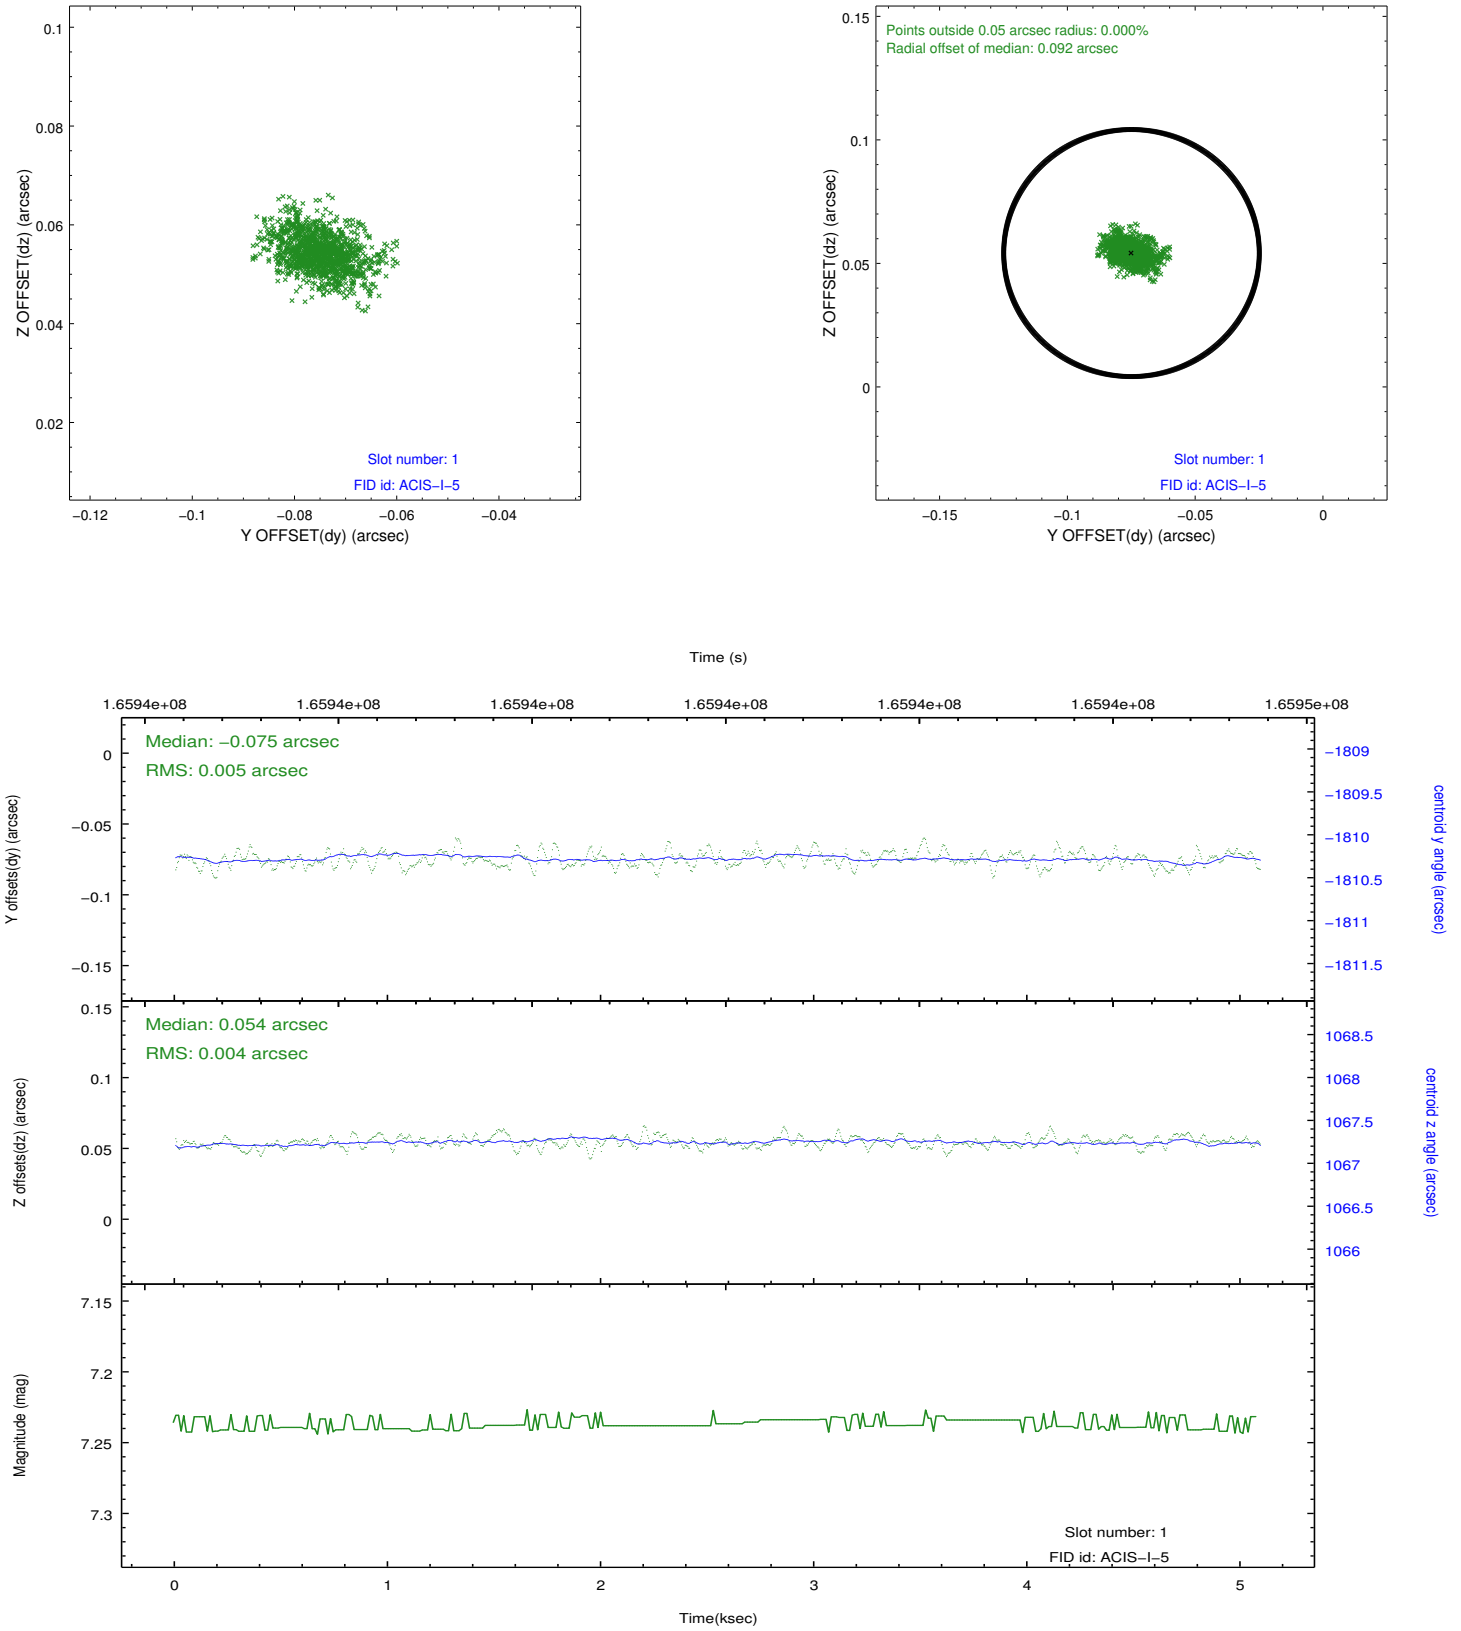 0.1
0.08
0.06
0.04
0.02
Z OFFSET(dz) (arcsec)
Slot number: 1
FID id: ACIS−I−5
−0.12
−0.1
−0.08
−0.06
−0.04
Y OFFSET(dy) (arcsec)
0.15
0.1
0.05
0
Z OFFSET(dz) (arcsec)
Points outside 0.05 arcsec radius: 0.000%
Radial offset of median: 0.092 arcsec
Slot number: 1
FID id: ACIS−I−5
−0.15
−0.1
−0.05
0
Y OFFSET(dy) (arcsec)
Time (s)
1.6594e+08
1.6594e+08
1.6594e+08
1.6594e+08
1.6594e+08
1.6594e+08
1.6595e+08
Median: −0.075 arcsec
RMS: 0.005 arcsec
0
−0.05
−0.1
−0.15
Y offsets(dy) (arcsec)
−1809
−1809.5
−1810
−1810.5
−1811
−1811.5
centroid y angle (arcsec)
Median: 0.054 arcsec
RMS: 0.004 arcsec
0.15
0.1
0.05
0
Z offsets(dz) (arcsec)
1068.5
1068
1067.5
1067
1066.5
1066
centroid z angle (arcsec)
7.15
7.2
7.25
7.3
Magnitude (mag)
Slot number: 1
FID id: ACIS−I−5
0
1
2
3
4
5
Time(ksec)